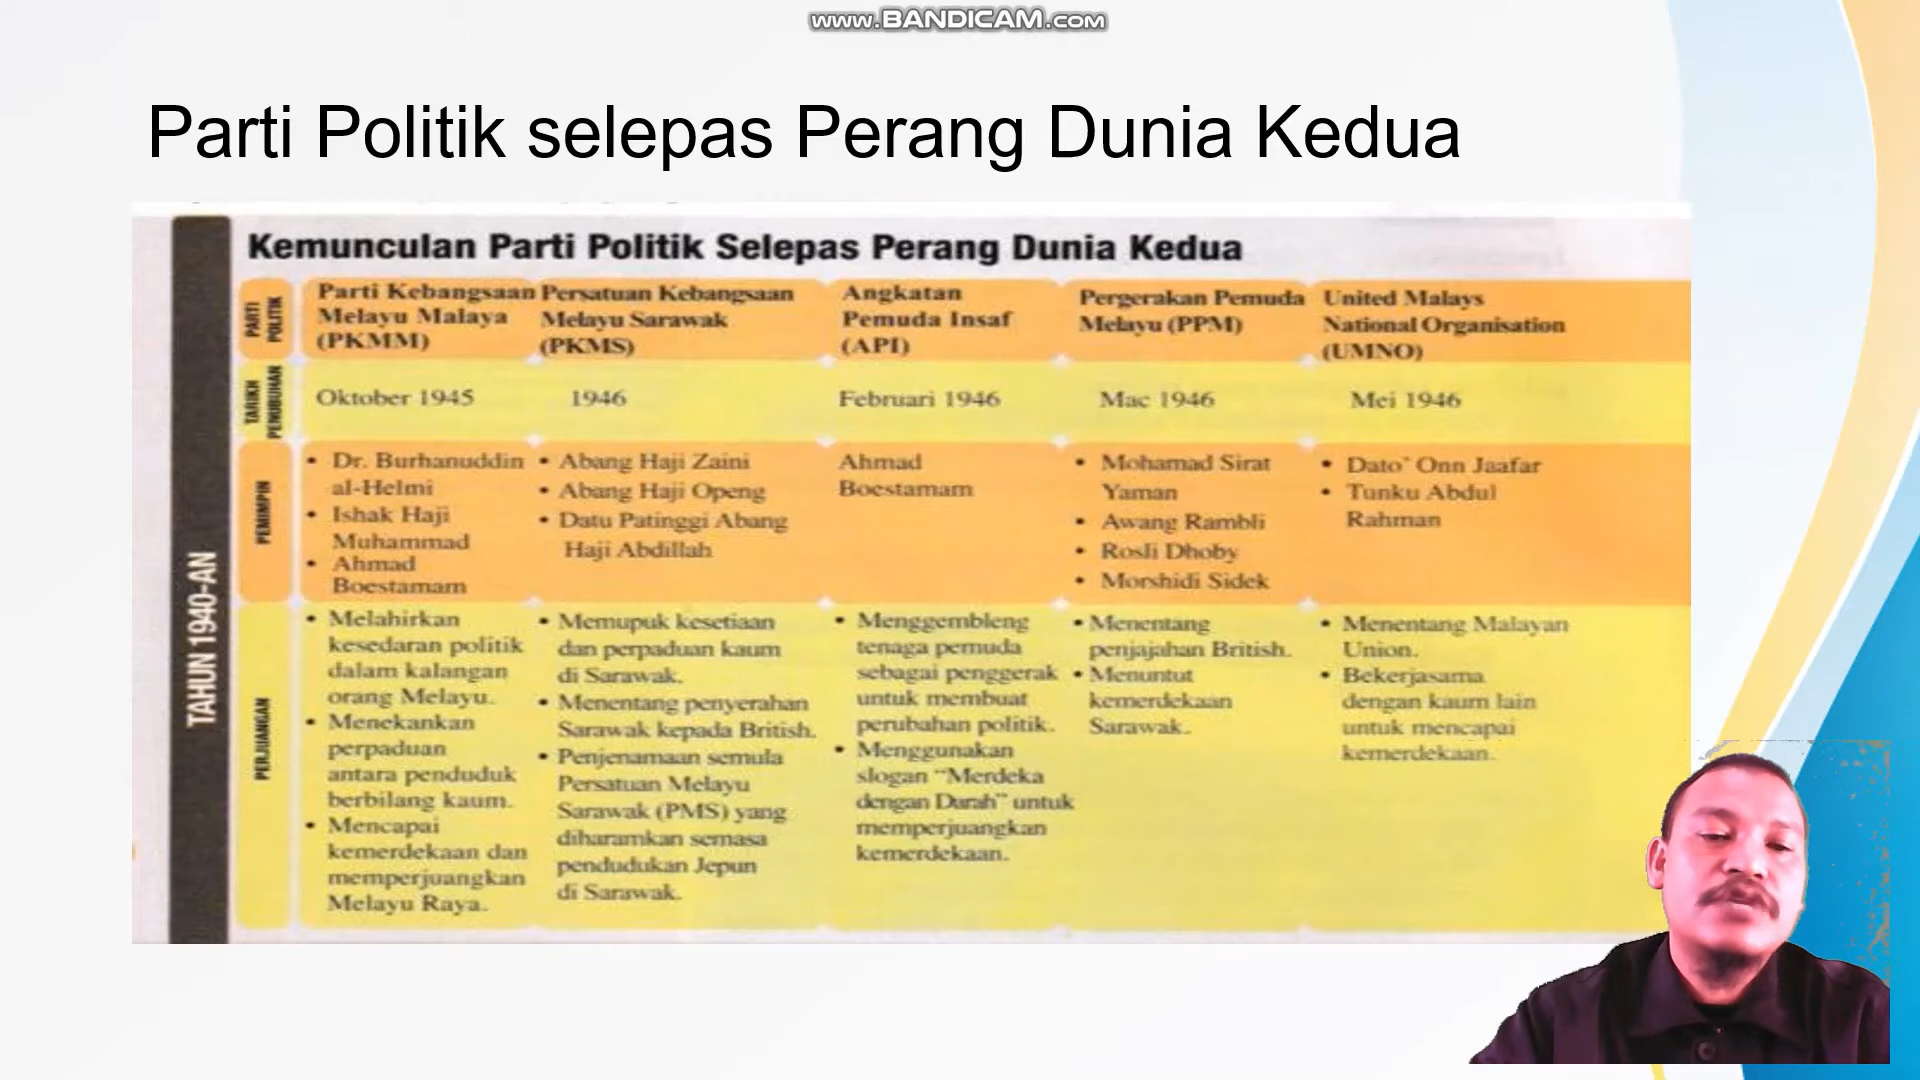 www.BANDICAM.com
Parti Politik selepas Perang Dunia Kedua
Kemunculan Parti Politik Selepas Perang Dunia Kedua
TAHUN 1940-AN
PARTI
POLITIK
Parti Kebangsaan
Melayu Malaya
(PKMM)
Persatuan Kebangsaan
Melayu Sarawak
(PKMS)
Angkatan
Pemuda Insaf
(API)
Pergerakan Pemuda
Melayu (PPM)
United Malays
National Organisation
(UMNO)
TARIKH
PENUBUHAN
Oktober 1945
1946
Februari 1946
Mac 1946
Mei 1946
PEMIMPIN
• Dr. Burhanuddin
al-Helmi
• Ishak Haji
Muhammad
• Ahmad
Boestamam
• Abang Haji Zaini
• Abang Haji Openg
• Datu Patinggi Abang
Haji Abdillah
Ahmad
Boestamam
• Mohamad Sirat
Yaman
• Awang Rambli
• Rosli Dhoby
• Morshidi Sidek
• Dato' Onn Jaafar
• Tunku Abdul
Rahman
PERJUANGAN
• Melahirkan
kesedaran politik
dalam kalangan
orang Melayu.
• Menekankan
perpaduan
antara penduduk
berbilang kaum.
• Mencapai
kemerdekaan dan
memperjuangkan
Melayu Raya.
• Memupuk kesetiaan
dan perpaduan kaum
di Sarawak.
• Menentang penyerahan
Sarawak kepada British.
• Penjenamaan semula
Persatuan Melayu
Sarawak (PMS) yang
diharamkan semasa
pendudukan Jepun
di Sarawak.
• Menggembleng
tenaga pemuda
sebagai penggerak
untuk membuat
perubahan politik.
• Menggunakan
slogan "Merdeka
dengan Darah" untuk
memperjuangkan
kemerdekaan.
• Menentang
penjajahan British.
• Menuntut
kemerdekaan
Sarawak.
• Menentang Malayan
Union.
• Bekerjasama
dengan kaum lain
untuk mencapai
kemerdekaan.